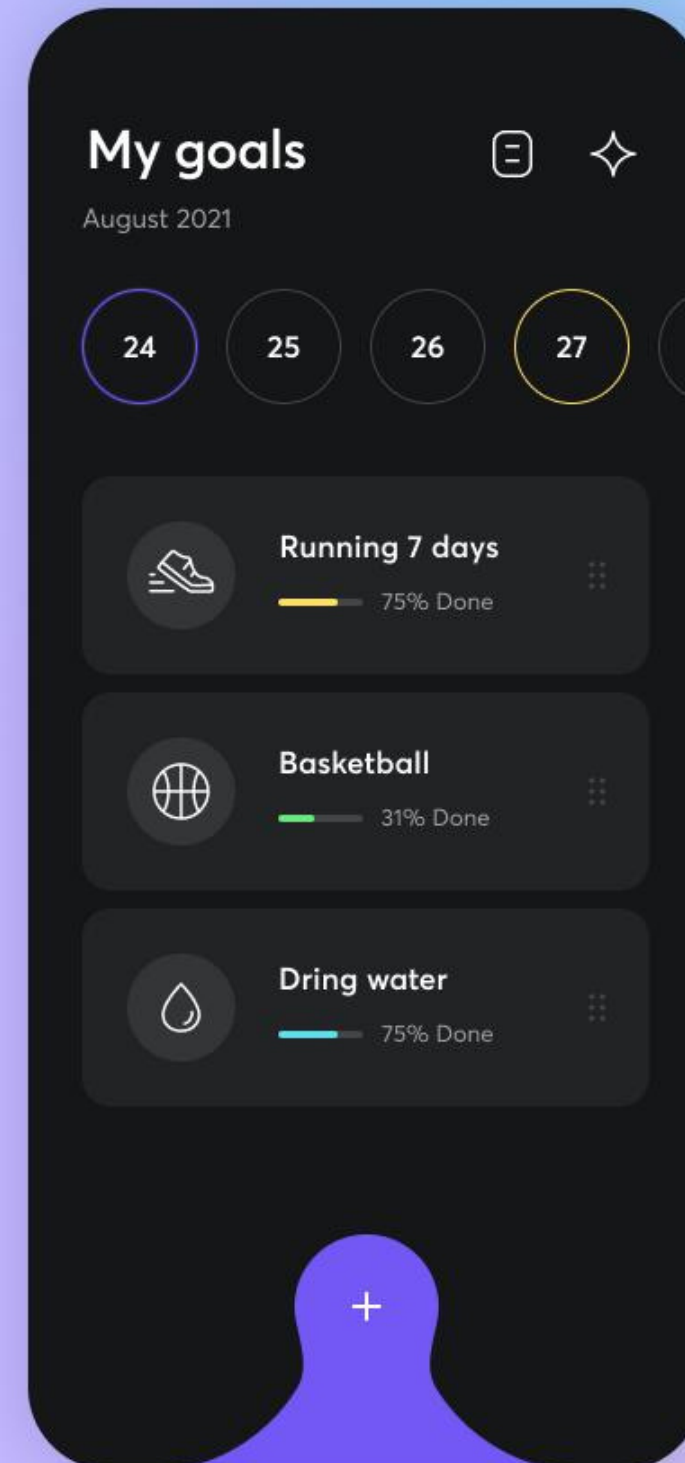 My goals
August 2021
24 25 26 27
Running 7 days
75% Done
Basketball
31% Done
Dring water
75% Done
+